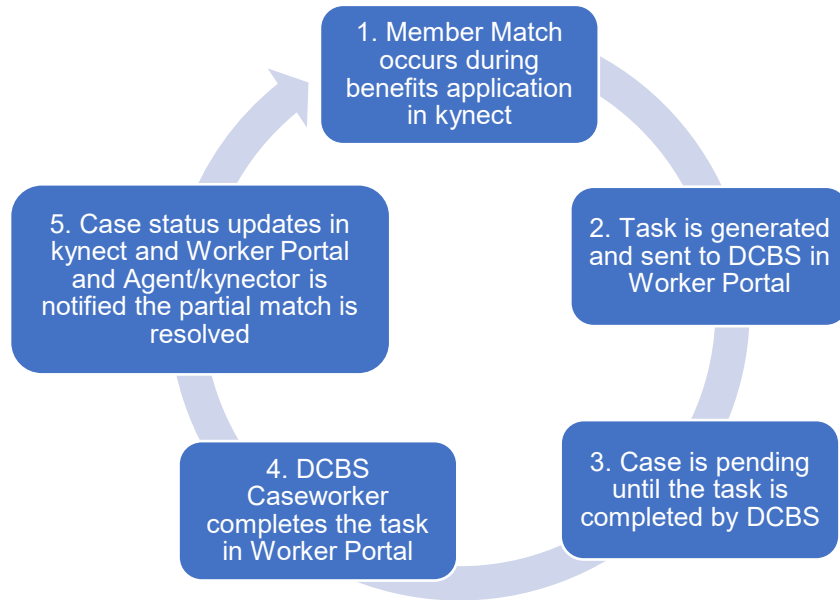 1. Member Match
occurs during
benefits application
in kynect
2. Task is generated
and sent to DCBS in
Worker Portal
3. Case is pending
until the task is
completed by DCBS
4. DCBS
Caseworker
completes the task
in Worker Portal
5. Case status updates in
kynect and Worker Portal
and Agent/kynector is
notified the partial match is
resolved